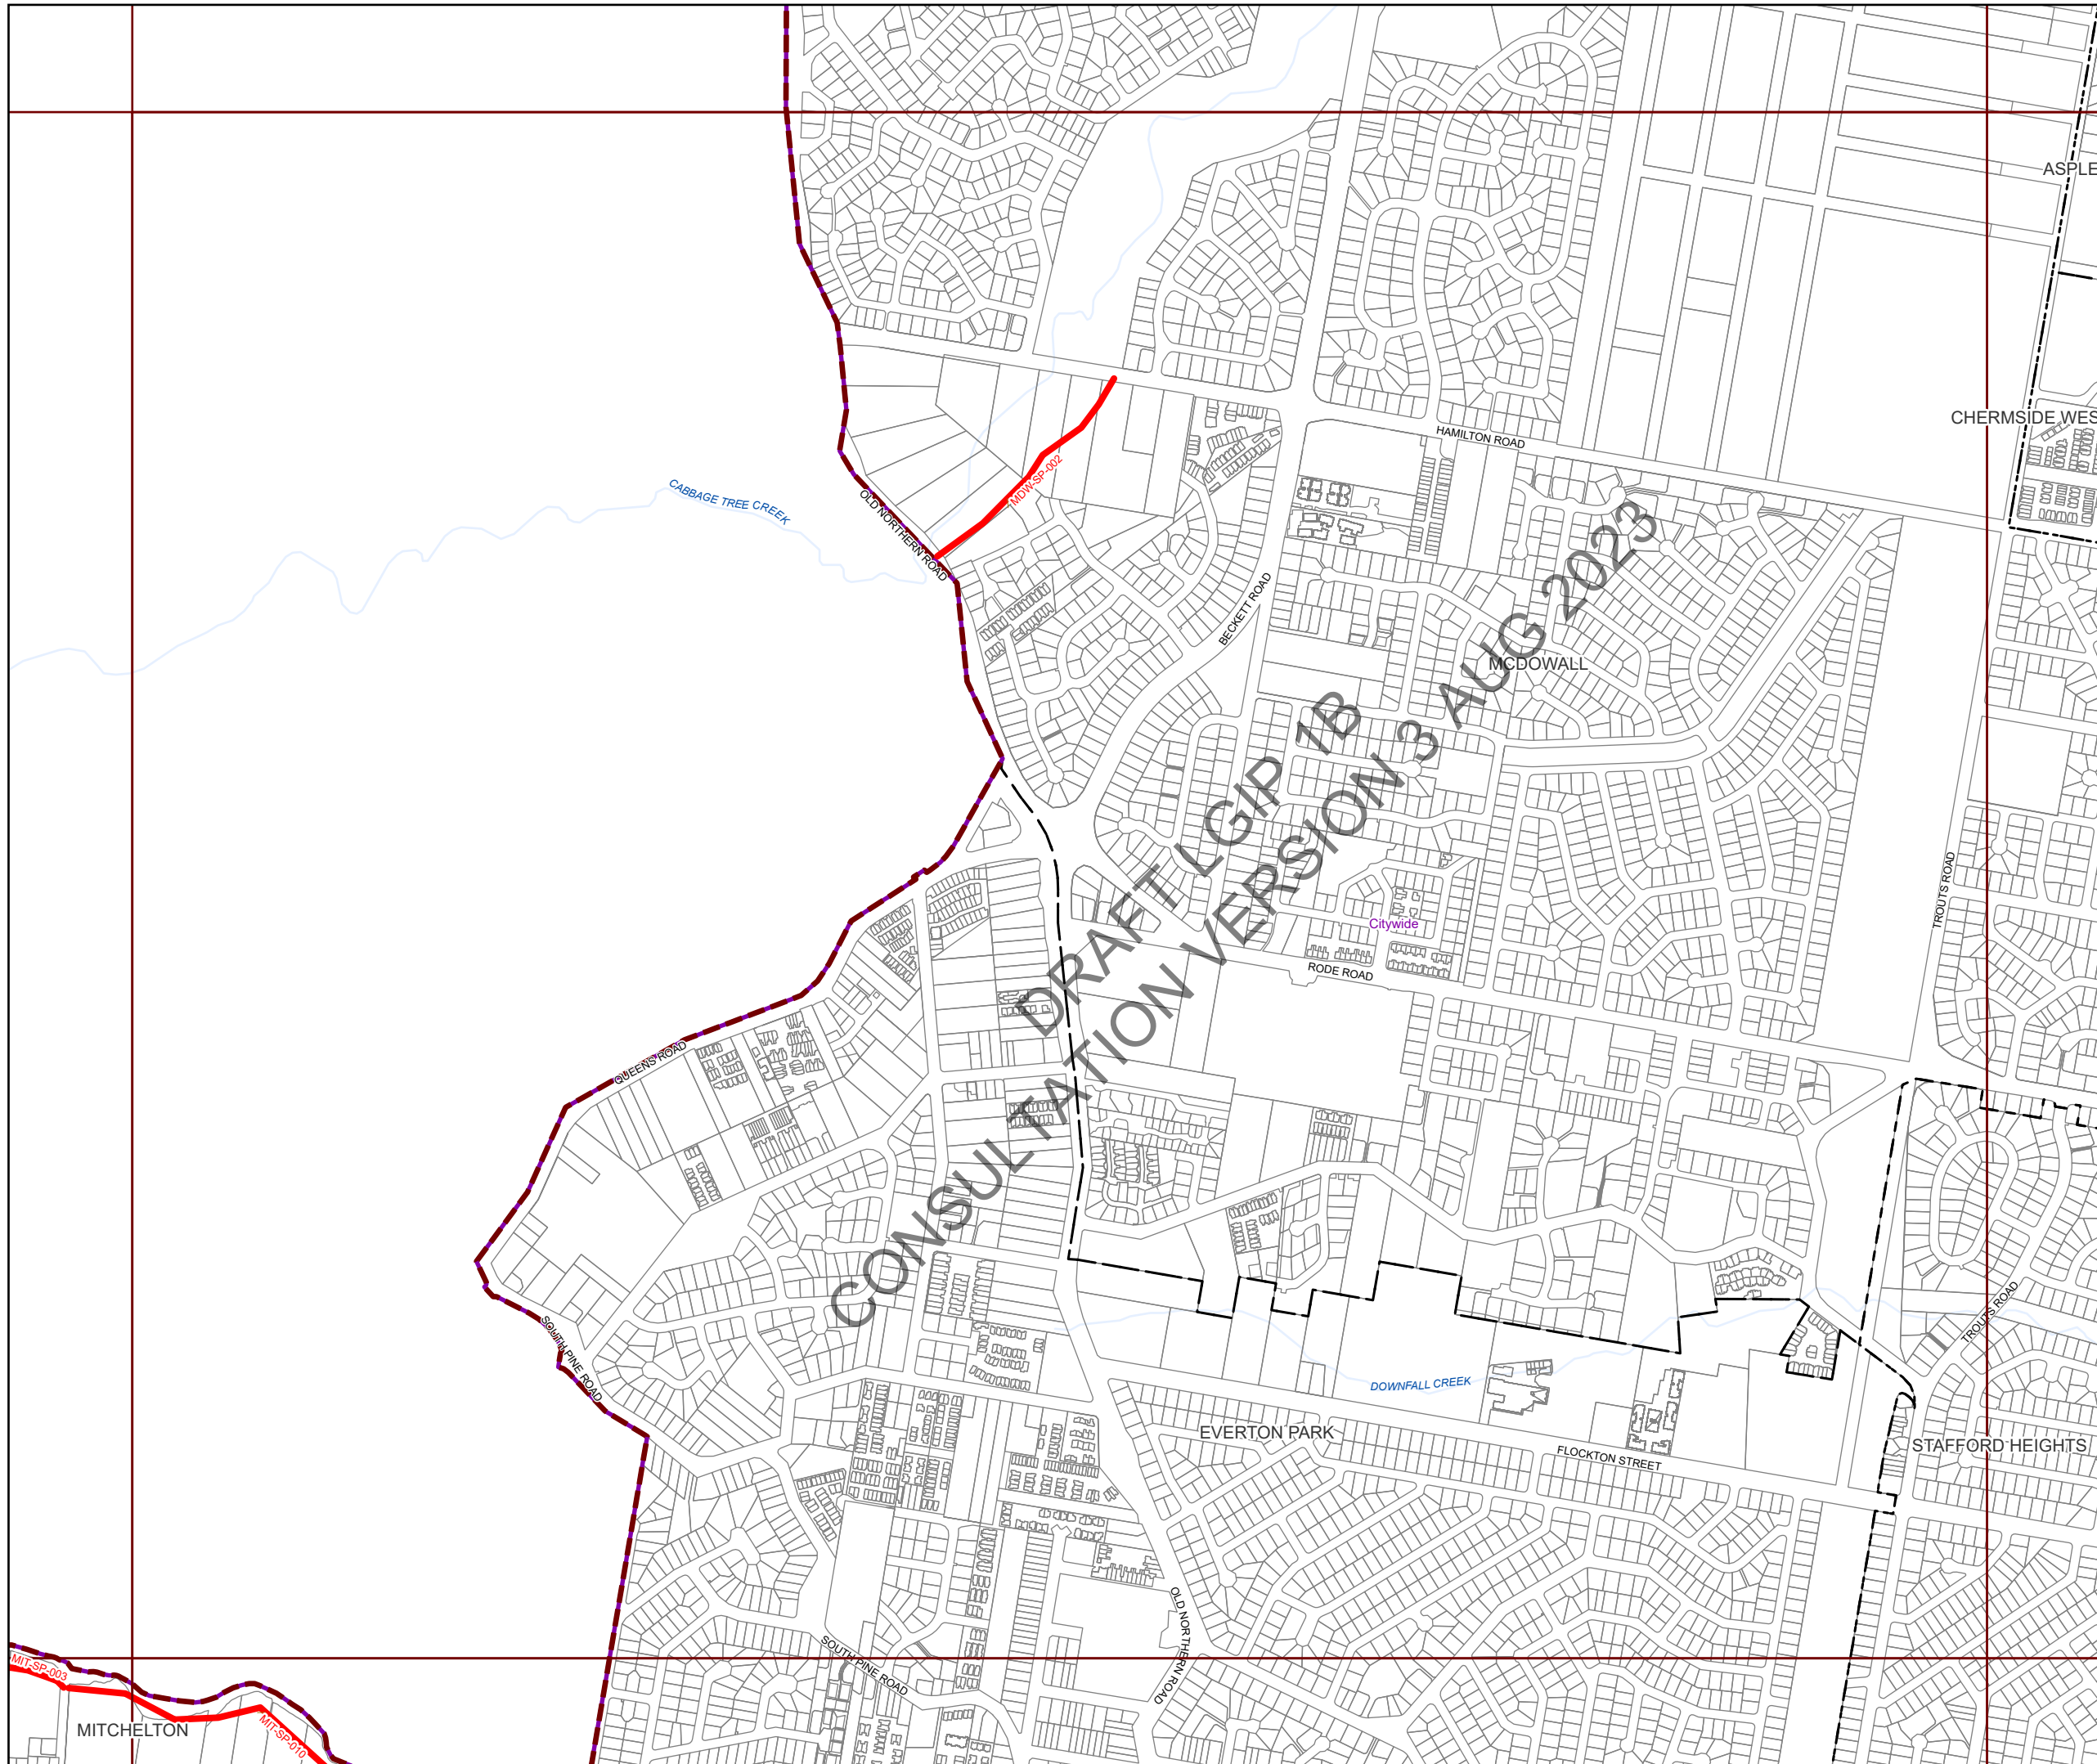 ASPLE
CHERMSIDE WES
HAMILTON ROAD
MDW-SP-002
CABBAGE TREE CREEK
OLD NORTHERN ROAD
BECKETT ROAD
MCDOWALL
DRAFT LGIP 1B
CONSULTATION VERSION 3 AUG 2023
TROUTS ROAD
Citywide
RODE ROAD
QUEENS ROAD
TROUTS ROAD
SOUTH PINE ROAD
DOWNFALL CREEK
EVERTON PARK
STAFFORD HEIGHTS
FLOCKTON STREET
OLD NORTHERN ROAD
SOUTH PINE ROAD
MIT-SP-003
MITCHELTON
MIT-SP-010